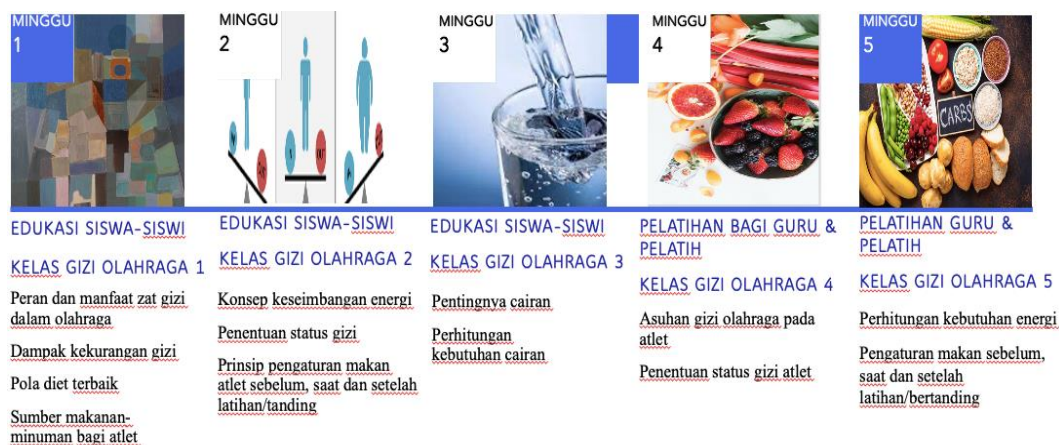 MINGGU
1
EDUKASI SISWA-SISWI
KELAS GIZI OLAHRAGA 1
Peran dan manfaat zat gizi
dalam olahraga
Dampak kekurangan gizi
Pola diet terbaik
Sumber makanan-
minuman bagi atlet
MINGGU
2
EDUKASI SISWA-SISWI
KELAS GIZI OLAHRAGA 2
Konsep keseimbangan energi
Penentuan status gizi
Prinsip pengaturan makan
atlet sebelum, saat dan setelah
latihan/tanding
MINGGU
3
EDUKASI SISWA-SISWI
KELAS GIZI OLAHRAGA 3
Pentingnya cairan
Perhitungan
kebutuhan cairan
MINGGU
4
PELATIHAN BAGI GURU &
PELATIH
KELAS GIZI OLAHRAGA 4
Asuhan gizi olahraga pada
atlet
Penentuan status gizi atlet
MINGGU
5
CARBS
PELATIHAN GURU &
PELATIH
KELAS GIZI OLAHRAGA 5
Perhitungan kebutuhan energi
Pengaturan makan sebelum,
saat dan setelah
latihan/bertanding